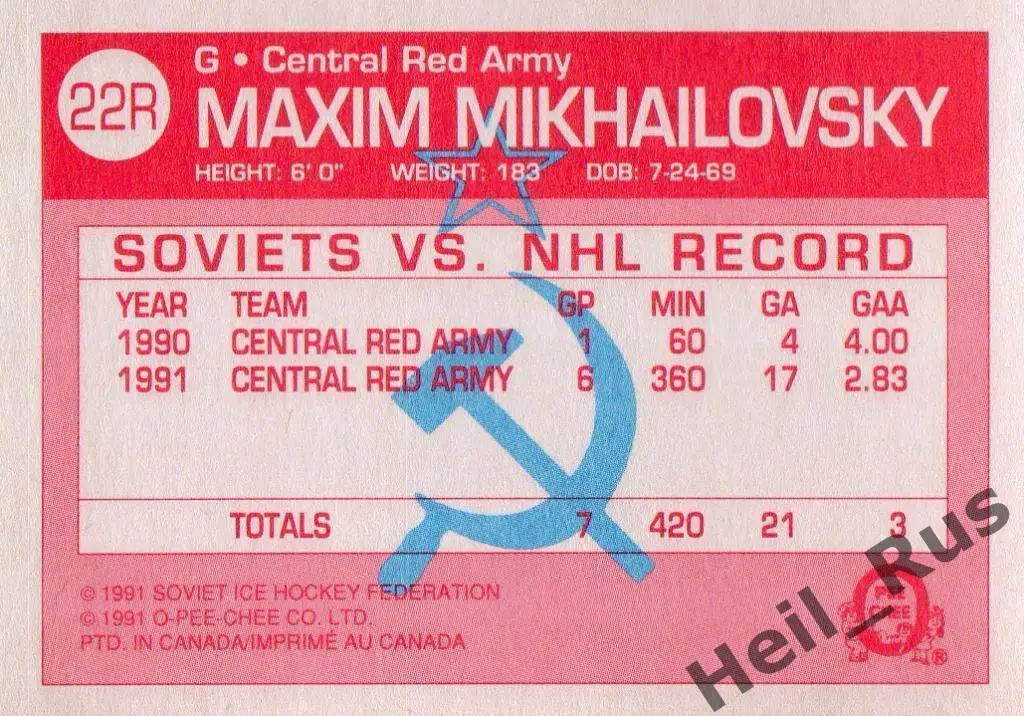 22R
G • Central Red Army
MAXIM MIKHAILOVSKY
HEIGHT: 6' 0" WEIGHT: 183 DOB: 7-24-69
SOVIETS VS. NHL RECORD
YEAR TEAM GP MIN GA GAA
1990 CENTRAL RED ARMY 1 60 4 4.00
1991 CENTRAL RED ARMY 6 360 17 2.83
TOTALS 7 420 21 3
© 1991 SOVIET ICE HOCKEY FEDERATION
© 1991 O-PEE-CHEE CO. LTD.
PTD. IN CANADA/IMPRIMÉ AU CANADA
O
PEE
CHEE
®
Heil_Rus